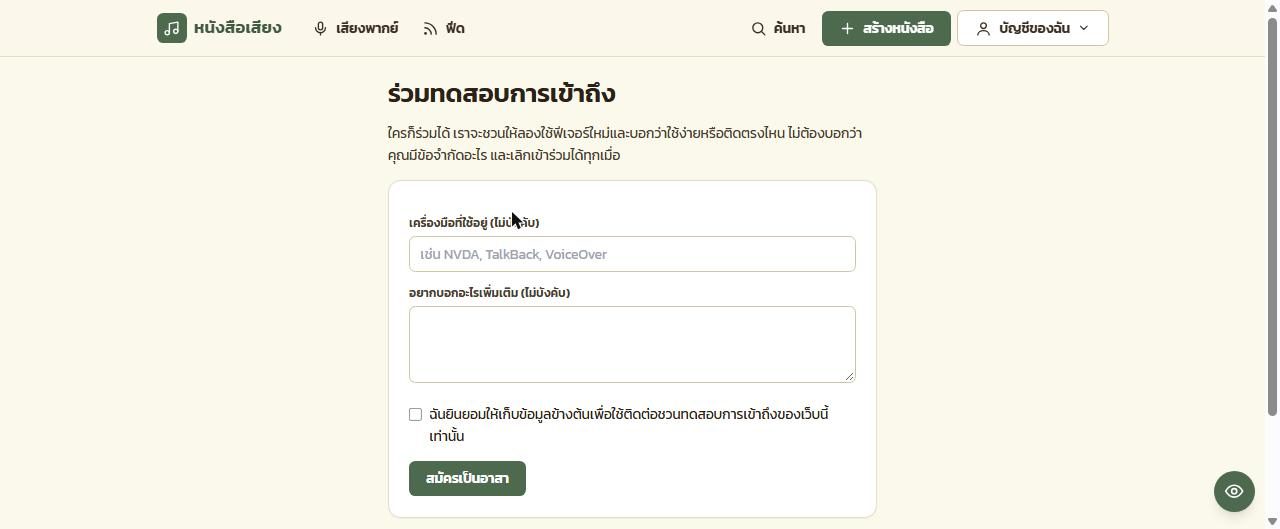 หนังสือเสียง
เสียงพากย์
ฟีด
ค้นหา
สร้างหนังสือ
บัญชีของฉัน
ร่วมทดสอบการเข้าถึง
ใครก็ร่วมได้ เราจะชวนให้ลองใช้ฟีเจอร์ใหม่และบอกว่าใช้ง่ายหรือติดตรงไหน ไม่ต้องบอกว่า
คุณมีข้อจำกัดอะไร และเลิกเข้าร่วมได้ทุกเมื่อ
เครื่องมือที่ใช้อยู่ (ไม่บังคับ)
เช่น NVDA, TalkBack, VoiceOver
อยากบอกอะไรเพิ่มเติม (ไม่บังคับ)
ฉันยินยอมให้เก็บข้อมูลข้างต้นเพื่อใช้ติดต่อชวนทดสอบการเข้าถึงของเว็บนี้
เท่านั้น
สมัครเป็นอาสา